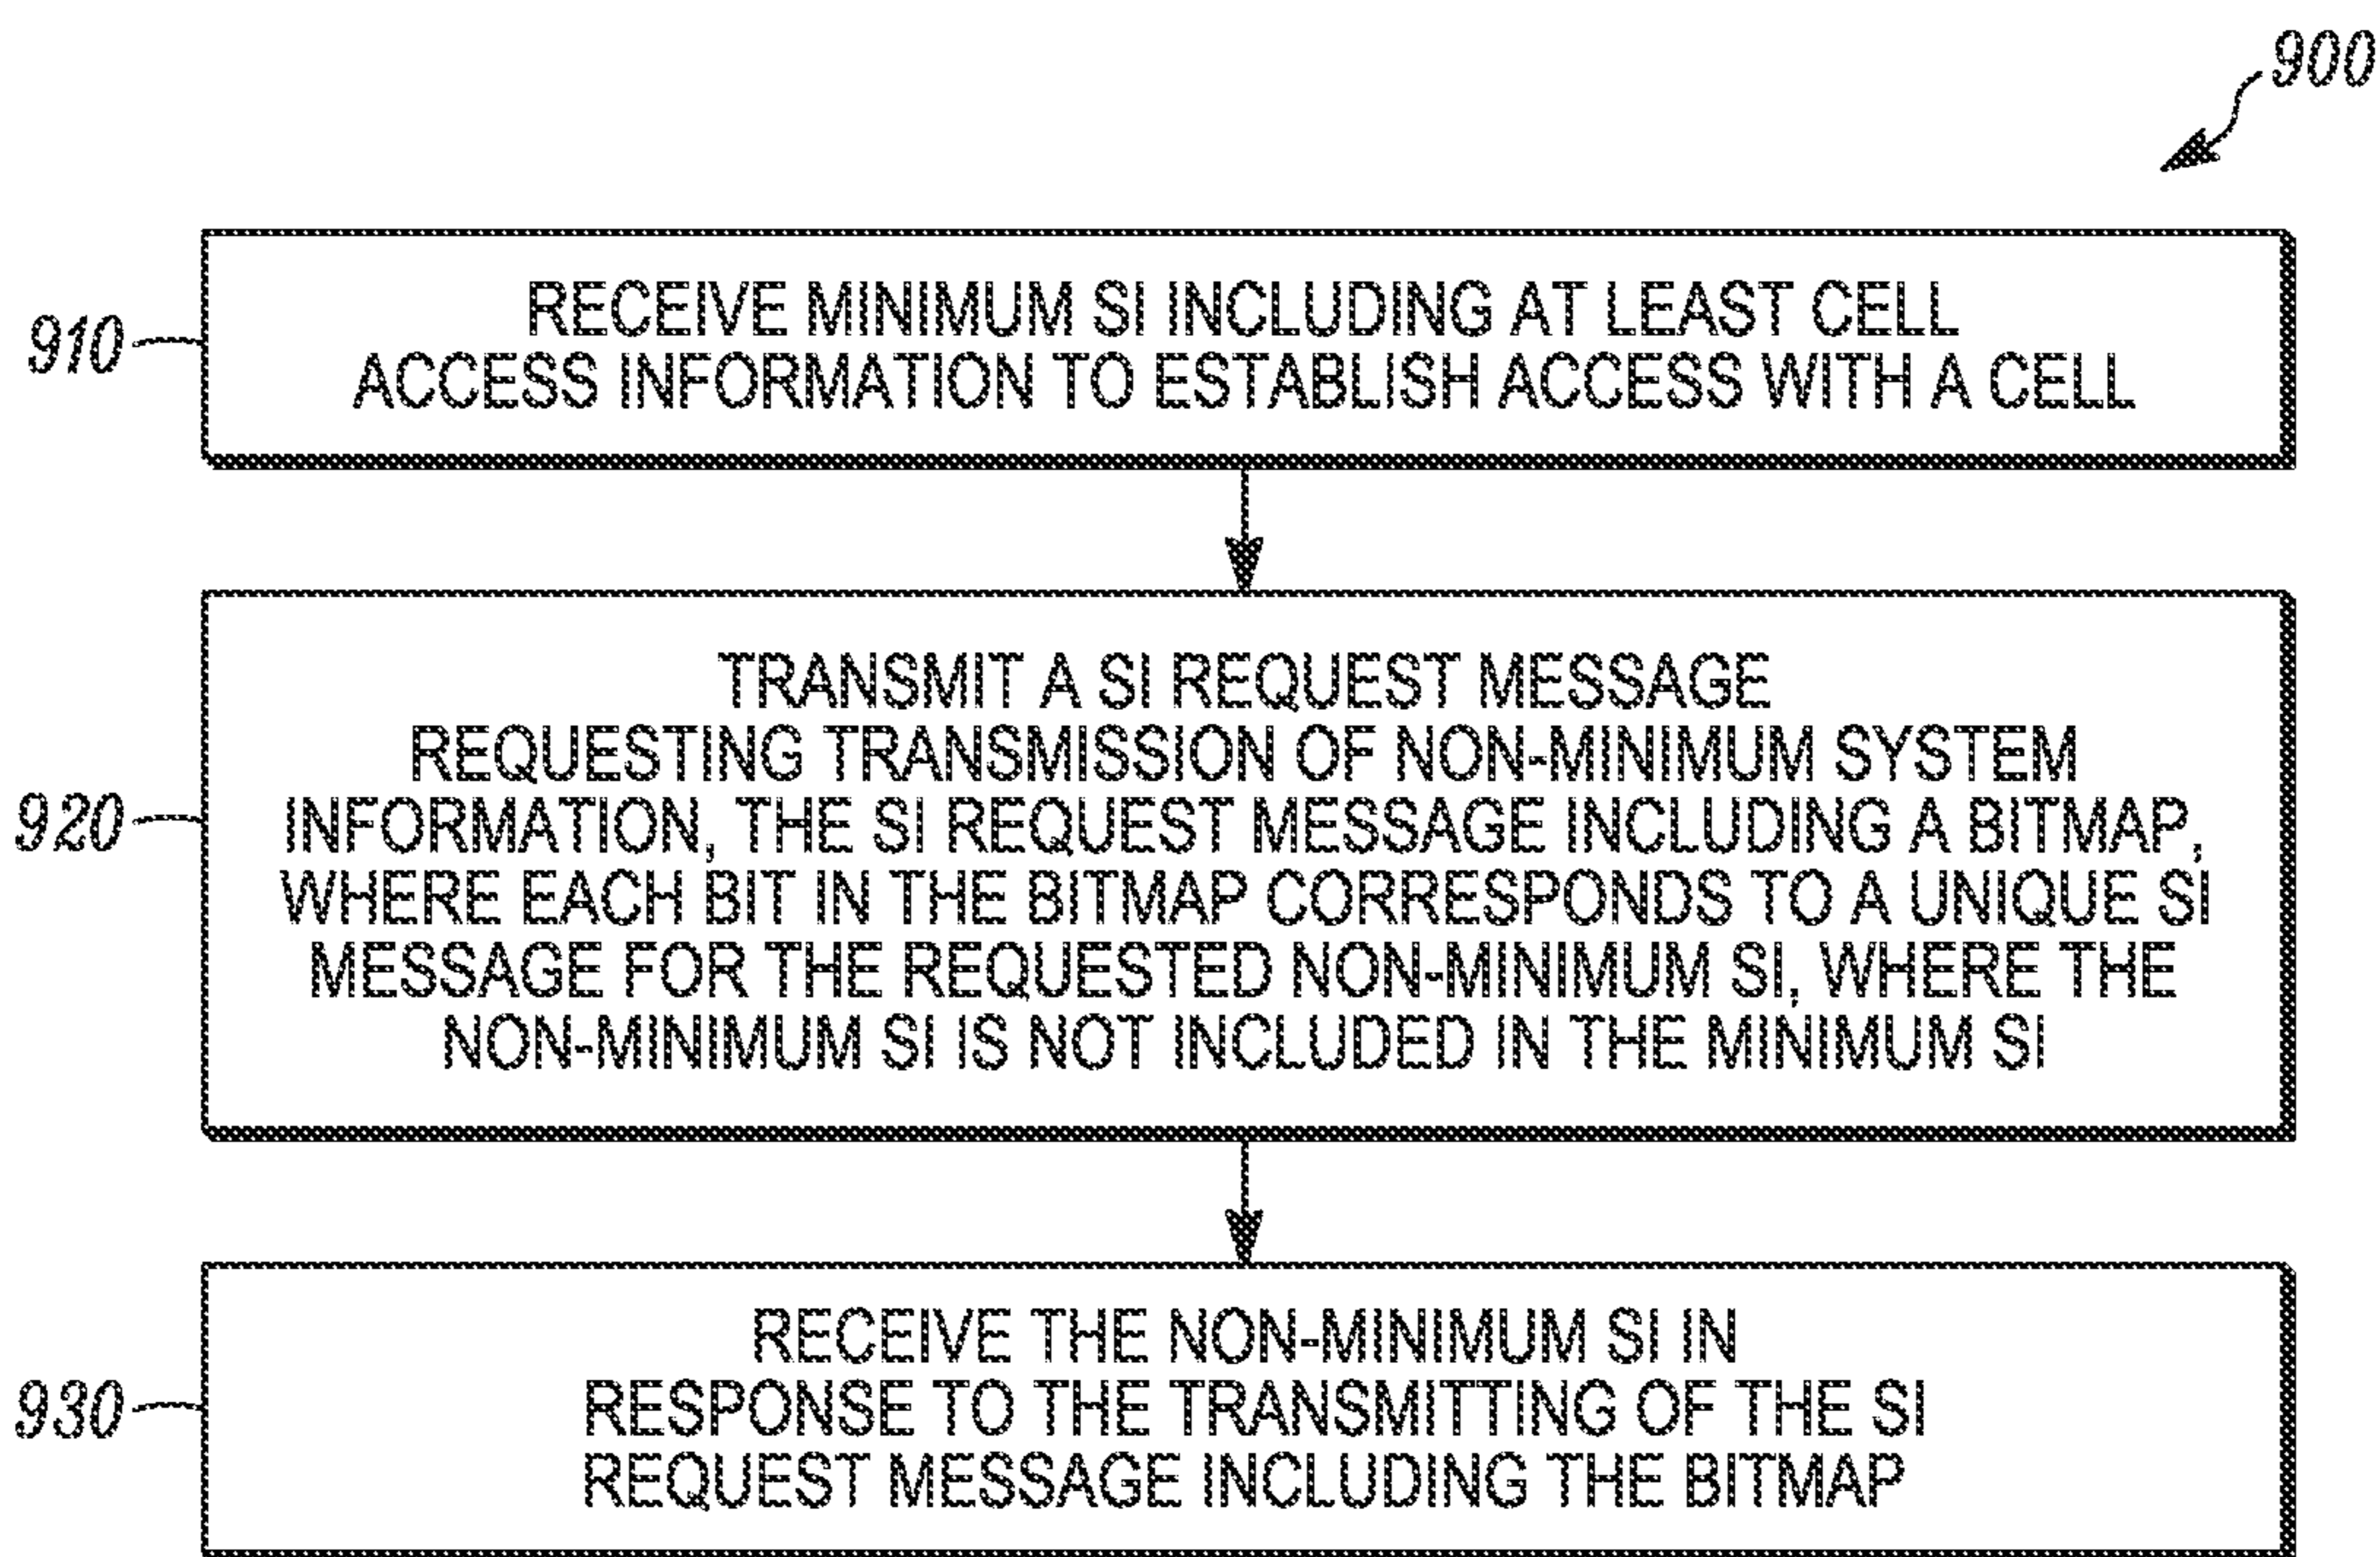 900
910
RECEIVE MINIMUM SI INCLUDING AT LEAST CELL
ACCESS INFORMATION TO ESTABLISH ACCESS WITH A CELL
920
TRANSMIT A SI REQUEST MESSAGE
REQUESTING TRANSMISSION OF NON-MINIMUM SYSTEM
INFORMATION, THE SI REQUEST MESSAGE INCLUDING A BITMAP,
WHERE EACH BIT IN THE BITMAP CORRESPONDS TO A UNIQUE SI
MESSAGE FOR THE REQUESTED NON-MINIMUM SI, WHERE THE
NON-MINIMUM SI IS NOT INCLUDED IN THE MINIMUM SI
930
RECEIVE THE NON-MINIMUM SI IN
RESPONSE TO THE TRANSMITTING OF THE SI
REQUEST MESSAGE INCLUDING THE BITMAP